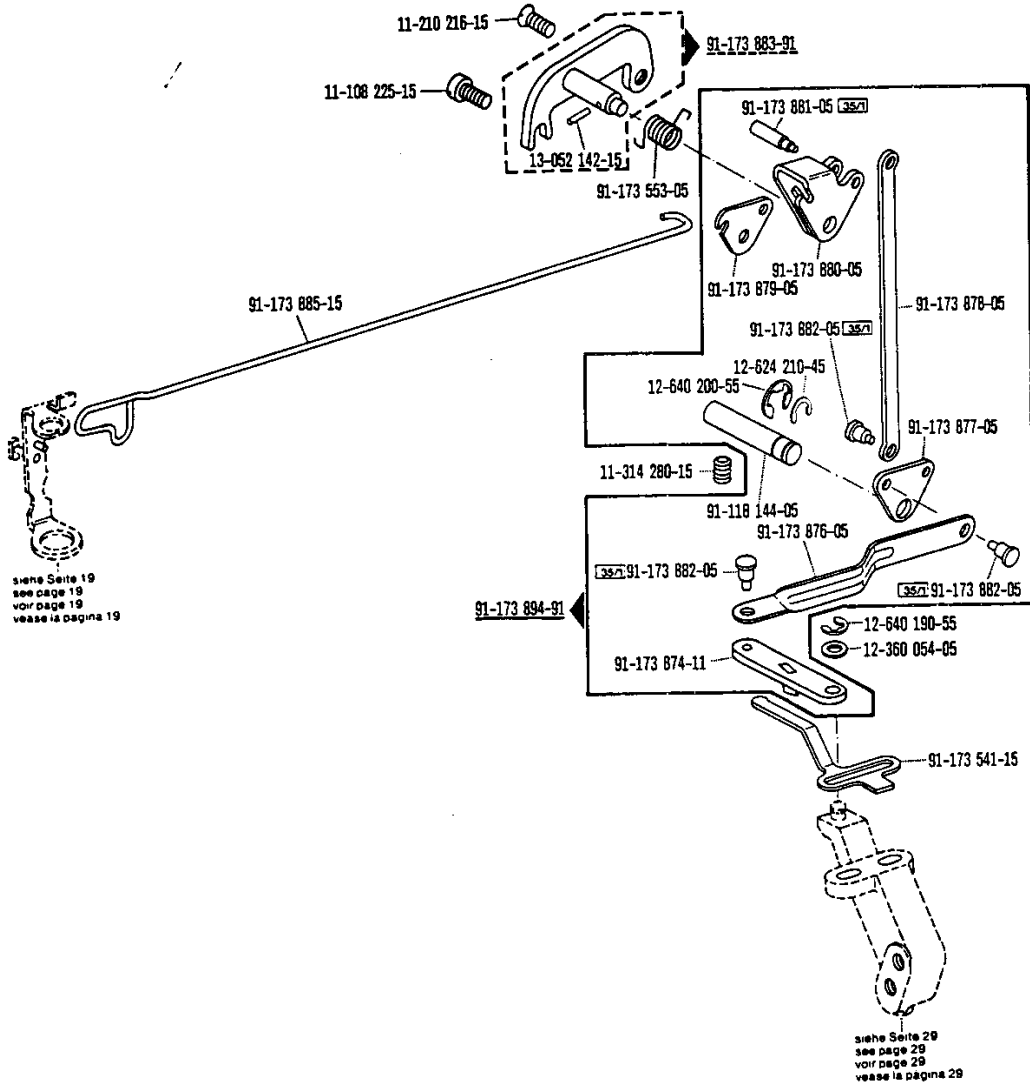 11-210 216-15
91-173 883-91
11-108 225-15
91-173 881-05 35/1
13-052 142-15
91-173 553-05
91-173 880-05
91-173 879-05
91-173 885-15
91-173 878-05
91-173 882-05 35/1
12-624 210-45
12-640 200-55
91-173 877-05
11-314 280-15
91-118 144-05
91-173 876-05
35/1 91-173 882-05
35/1 91-173 882-05
siehe Seite 19
see page 19
voir page 19
vease la pagina 19
91-173 894-91
12-640 190-55
12-360 054-05
91-173 874-11
91-173 541-15
siehe Seite 29
see page 29
voir page 29
vease la pagina 29